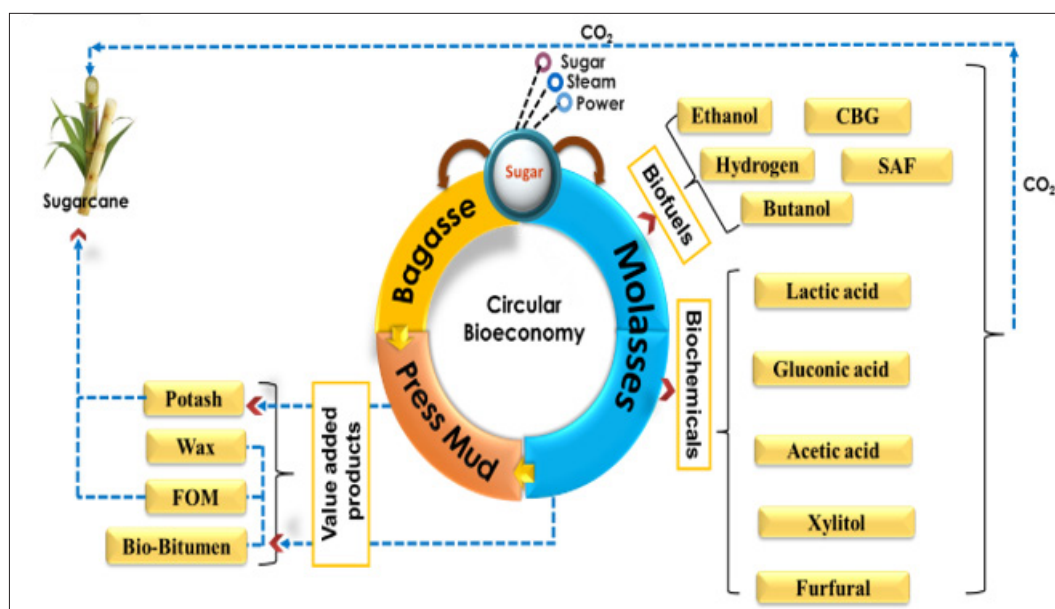 CO₂
Sugar
Steam
Power
Sugarcane
Sugar
Bagasse
Molasses
Press Mud
Circular
Bioeconomy
Biofuels
Ethanol
CBG
Hydrogen
SAF
Butanol
CO₂
Biochemicals
Lactic acid
Gluconic acid
Acetic acid
Xylitol
Furfural
Value added
products
Potash
Wax
FOM
Bio-Bitumen